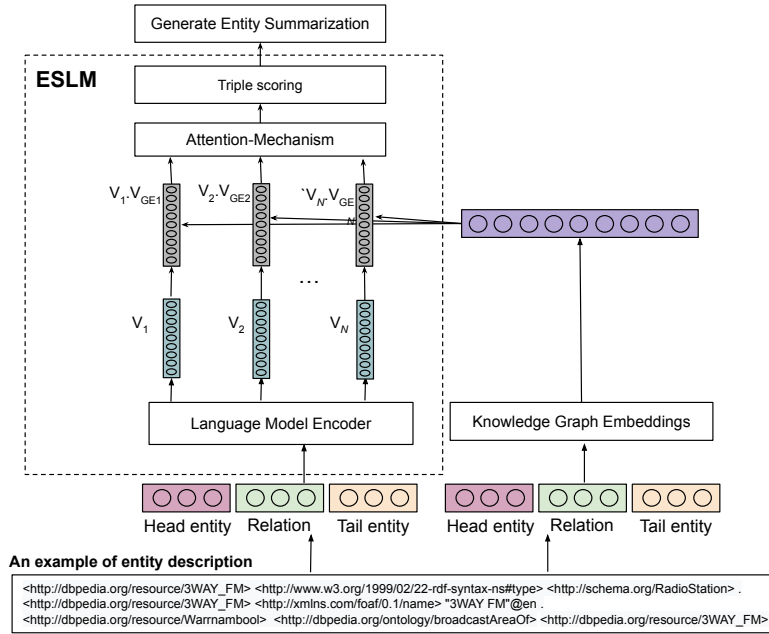 Generate Entity Summarization
ESLM
Triple scoring
Attention-Mechanism
V1.VGE1
V2.VGE2
`VN.VGE
N
...
V1
V2
VN
Language Model Encoder
Knowledge Graph Embeddings
Head entity Relation Tail entity
Head entity Relation Tail entity
An example of entity description
<http://dbpedia.org/resource/3WAY_FM> <http://www.w3.org/1999/02/22-rdf-syntax-ns#type> <http://schema.org/RadioStation> .
<http://dbpedia.org/resource/3WAY_FM> <http://xmlns.com/foaf/0.1/name> "3WAY FM"@en .
<http://dbpedia.org/resource/Warrnambool> <http://dbpedia.org/ontology/broadcastAreaOf> <http://dbpedia.org/resource/3WAY_FM>